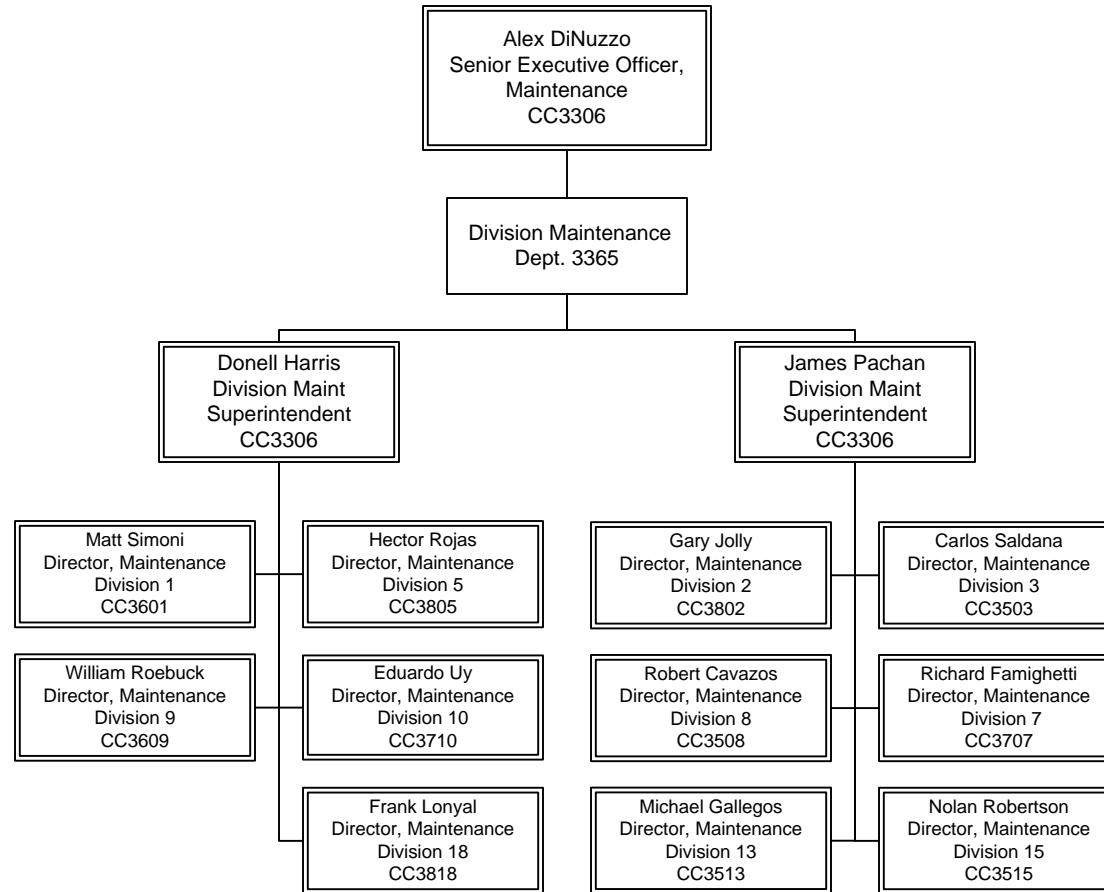 Alex DiNuzzo
Senior Executive Officer,
Maintenance
CC3306
Division Maintenance
Dept. 3365
Donell Harris
Division Maint
Superintendent
CC3306
James Pachan
Division Maint
Superintendent
CC3306
Matt Simoni
Director, Maintenance
Division 1
CC3601
Hector Rojas
Director, Maintenance
Division 5
CC3805
Gary Jolly
Director, Maintenance
Division 2
CC3802
Carlos Saldana
Director, Maintenance
Division 3
CC3503
William Roebuck
Director, Maintenance
Division 9
CC3609
Eduardo Uy
Director, Maintenance
Division 10
CC3710
Robert Cavazos
Director, Maintenance
Division 8
CC3508
Richard Famighetti
Director, Maintenance
Division 7
CC3707
Frank Lonyal
Director, Maintenance
Division 18
CC3818
Michael Gallegos
Director, Maintenance
Division 13
CC3513
Nolan Robertson
Director, Maintenance
Division 15
CC3515